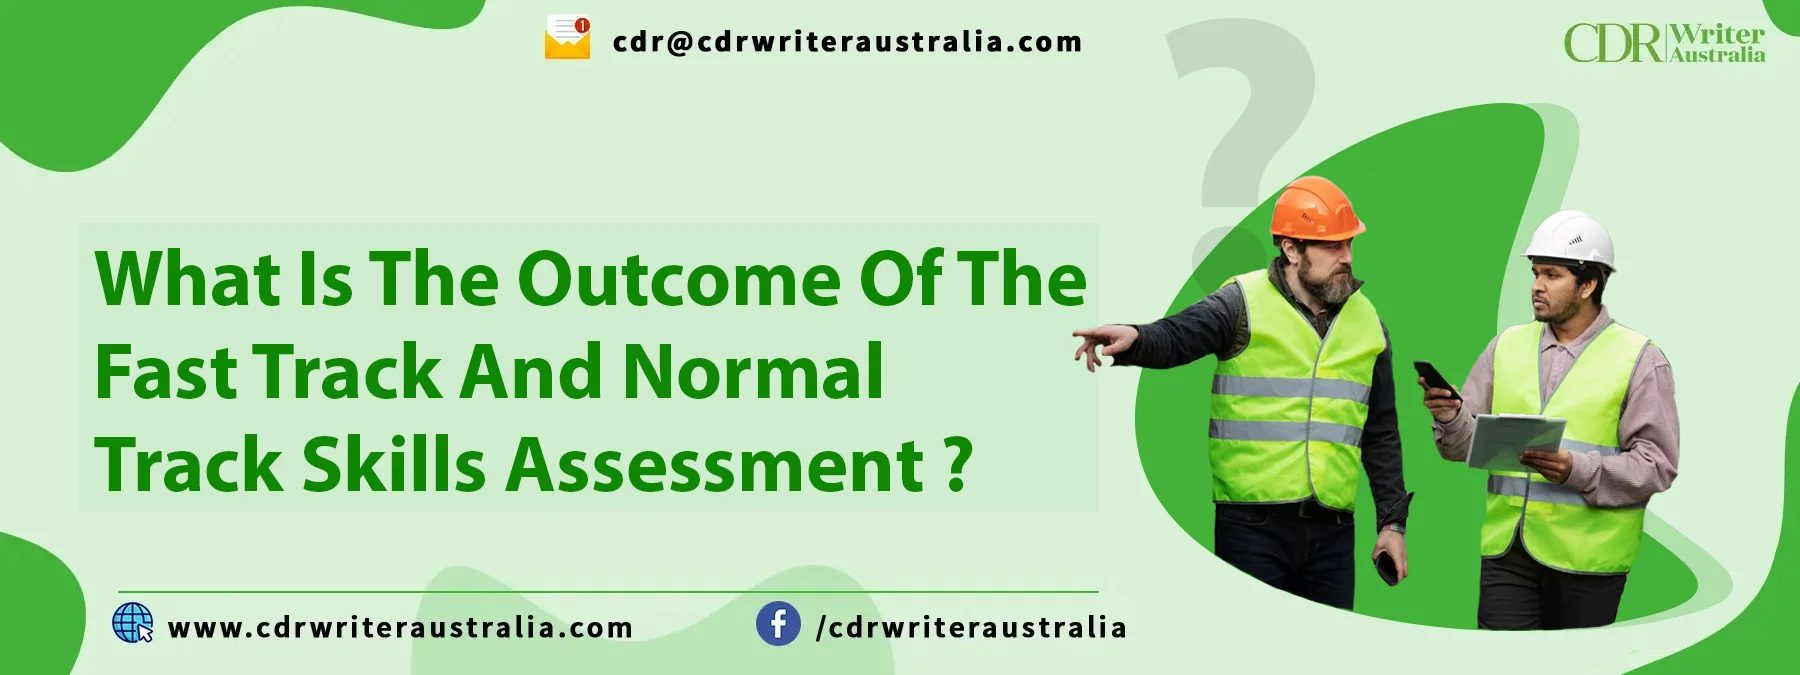 1
cdr@cdrwriteraustralia.com
CDR Writer
Australia
?
What Is The Outcome Of The
Fast Track And Normal
Track Skills Assessment ?
www.cdrwriteraustralia.com
f /cdrwriteraustralia